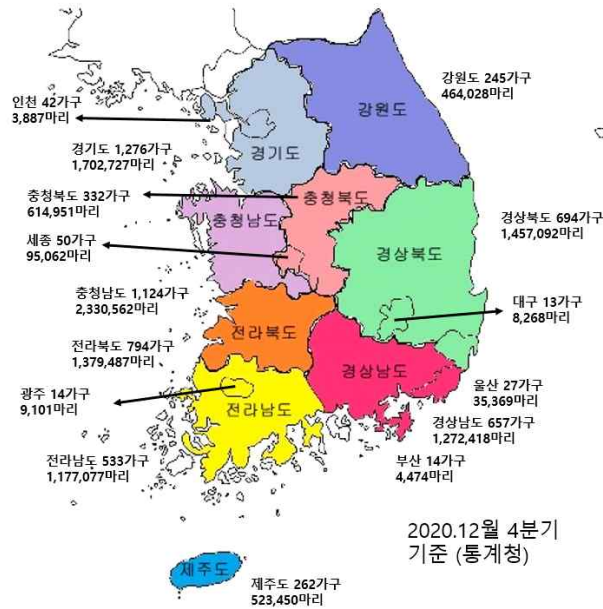 강원도 245가구
464,028마리
인천 42가구
3,887마리
강원도
경기도 1,276가구
1,702,727마리
경기도
충청북도 332가구
614,951마리
충청북도
충청남도
경상북도 694가구
1,457,092마리
세종 50가구
95,062마리
경상북도
충청남도 1,124가구
2,330,562마리
대구 13가구
8,268마리
전라북도 794가구
1,379,487마리
전라북도
경상남도
울산 27가구
35,369마리
광주 14가구
9,101마리
전라남도
경상남도 657가구
1,272,418마리
전라남도 533가구
1,177,077마리
부산 14가구
4,474마리
2020.12월 4분기
기준 (통계청)
제주도
제주도 262가구
523,450마리